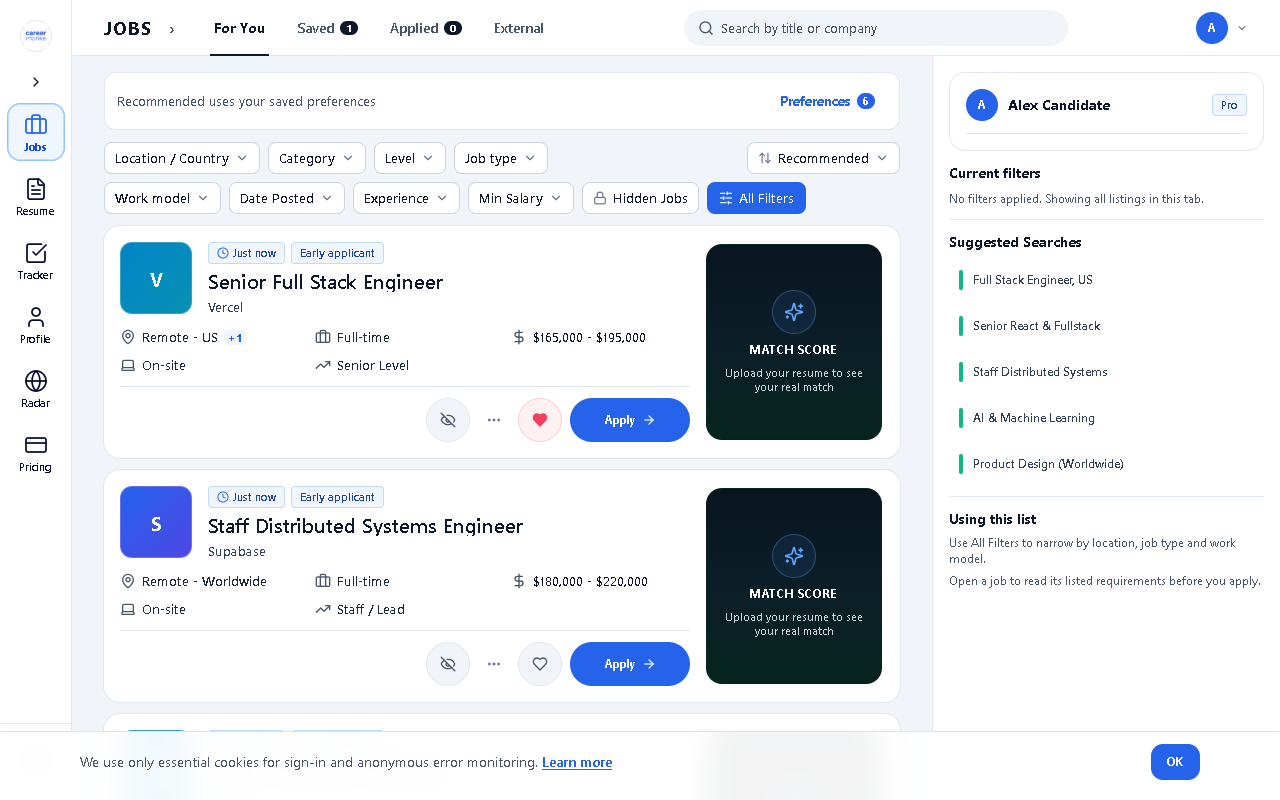 career
monke
JOBS
For You
Saved 1
Applied 0
External
Search by title or company
A
Jobs
Resume
Tracker
Profile
Radar
Pricing
Recommended uses your saved preferences
Preferences 6
Location / Country
Category
Level
Job type
Recommended
Work model
Date Posted
Experience
Min Salary
Hidden Jobs
All Filters
V
Just now
Early applicant
Senior Full Stack Engineer
Vercel
Remote - US +1
Full-time
$165,000 - $195,000
On-site
Senior Level
Apply
MATCH SCORE
Upload your resume to see
your real match
S
Just now
Early applicant
Staff Distributed Systems Engineer
Supabase
Remote - Worldwide
Full-time
$180,000 - $220,000
On-site
Staff / Lead
Apply
MATCH SCORE
Upload your resume to see
your real match
A
Alex Candidate
Pro
Current filters
No filters applied. Showing all listings in this tab.
Suggested Searches
Full Stack Engineer, US
Senior React & Fullstack
Staff Distributed Systems
AI & Machine Learning
Product Design (Worldwide)
Using this list
Use All Filters to narrow by location, job type and work
model.
Open a job to read its listed requirements before you apply.
We use only essential cookies for sign-in and anonymous error monitoring. Learn more
OK